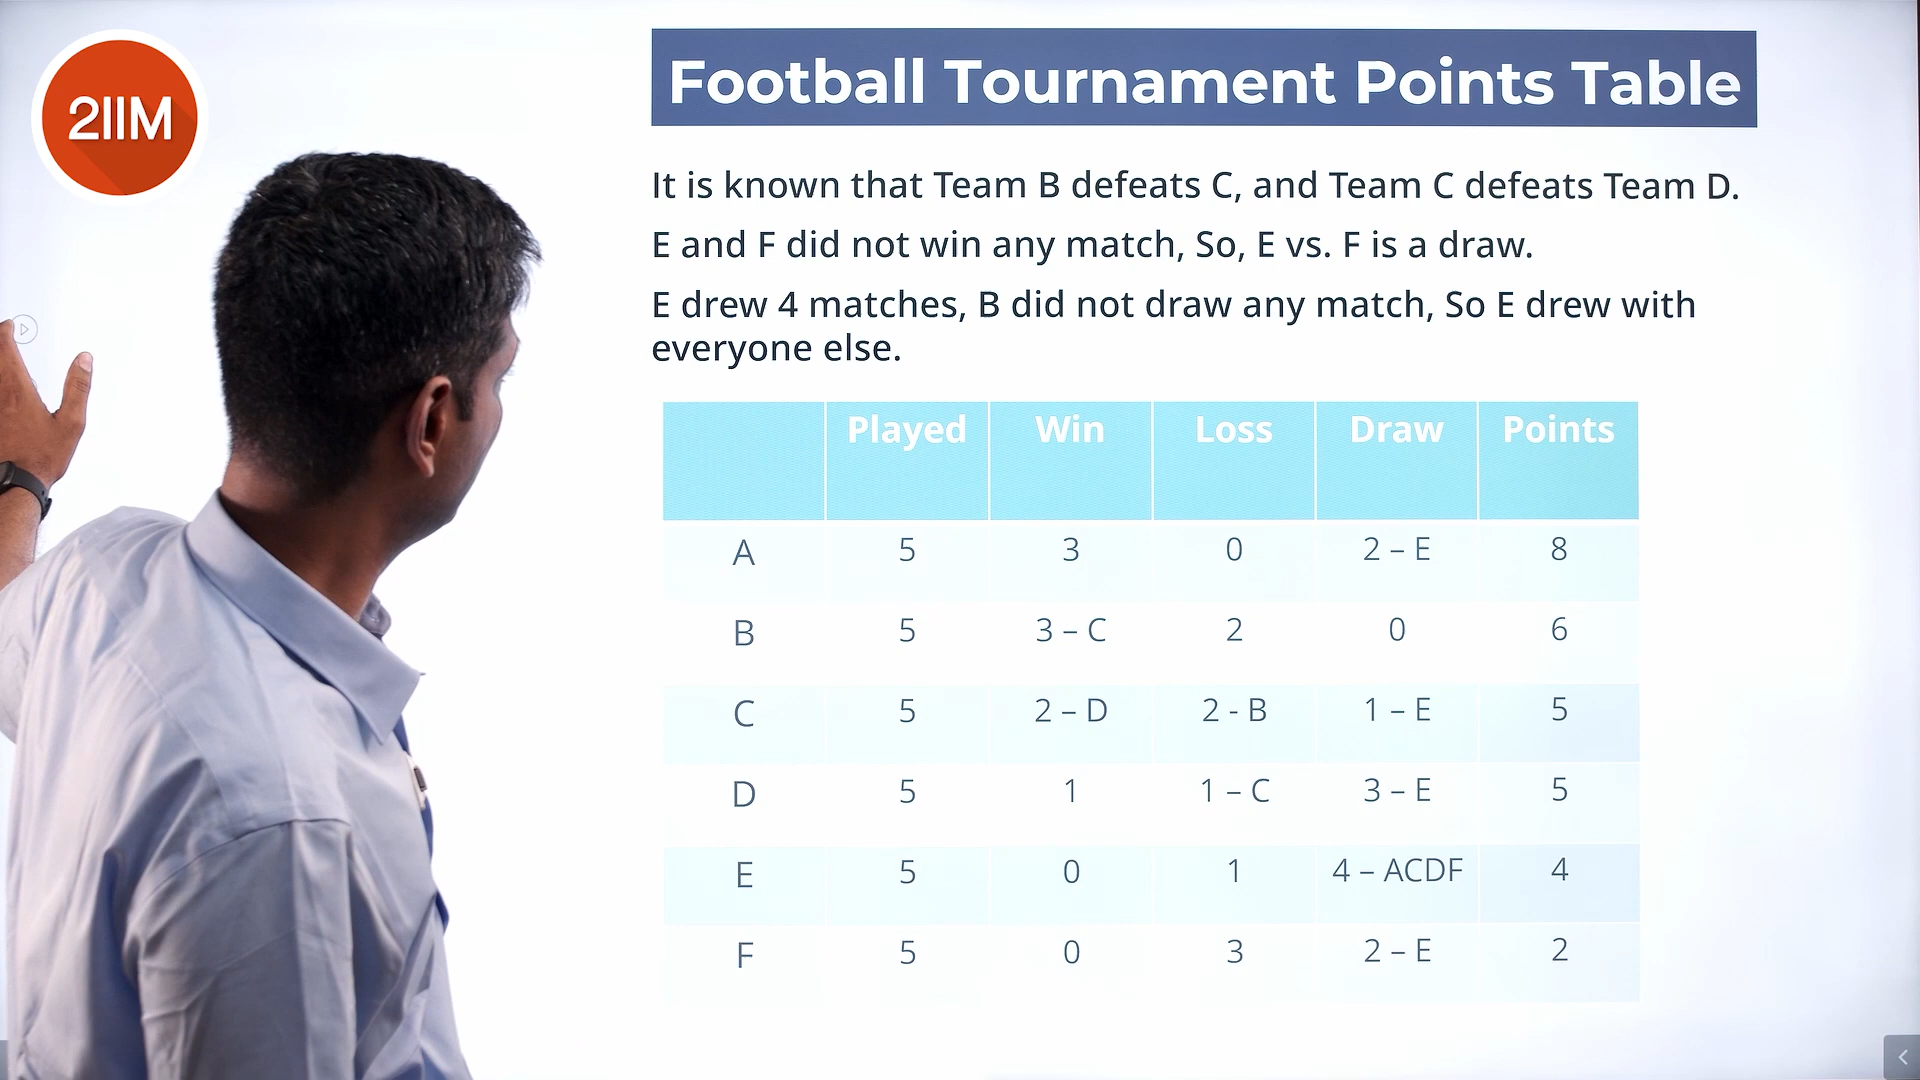 2IIM
Football Tournament Points Table
It is known that Team B defeats C, and Team C defeats Team D.
E and F did not win any match, So, E vs. F is a draw.
E drew 4 matches, B did not draw any match, So E drew with
everyone else.
Played Win Loss Draw Points
A 5 3 0 2 – E 8
B 5 3 – C 2 0 6
C 5 2 – D 2 - B 1 – E 5
D 5 1 1 – C 3 – E 5
E 5 0 1 4 – ACDF 4
F 5 0 3 2 – E 2